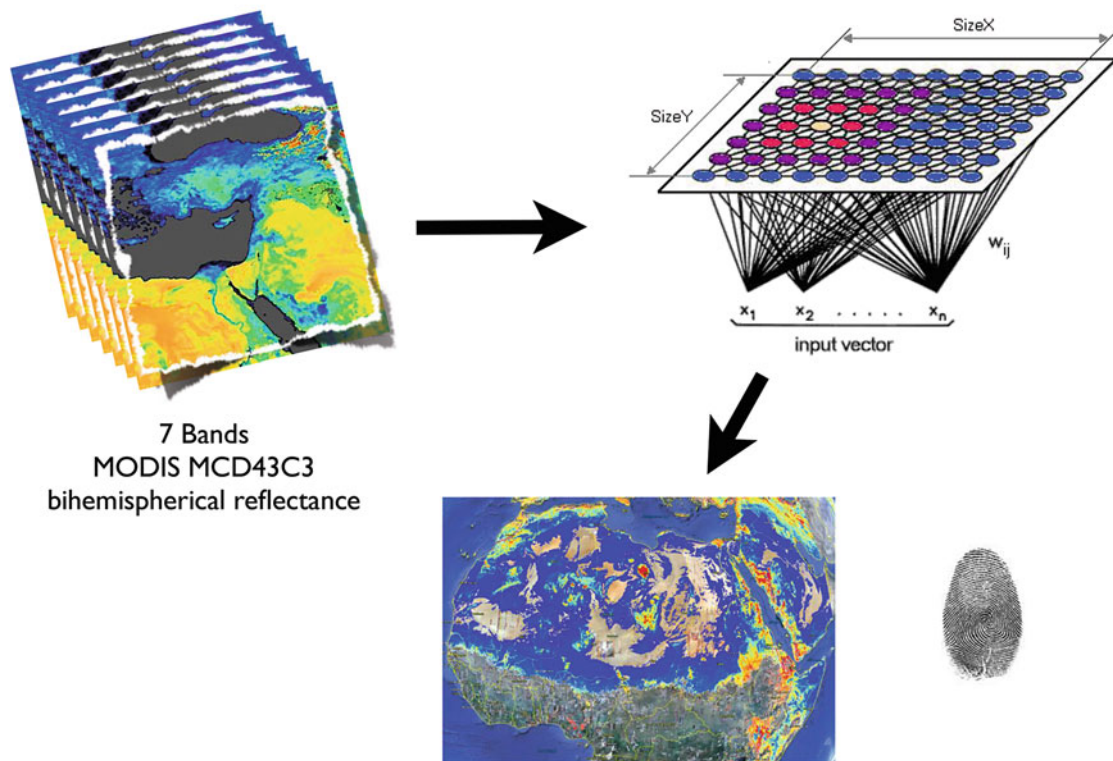 SizeX
SizeY
w_ij
x_1 x_2 . . . . . x_n
input vector
7 Bands
MODIS MCD43C3
bihemispherical reflectance